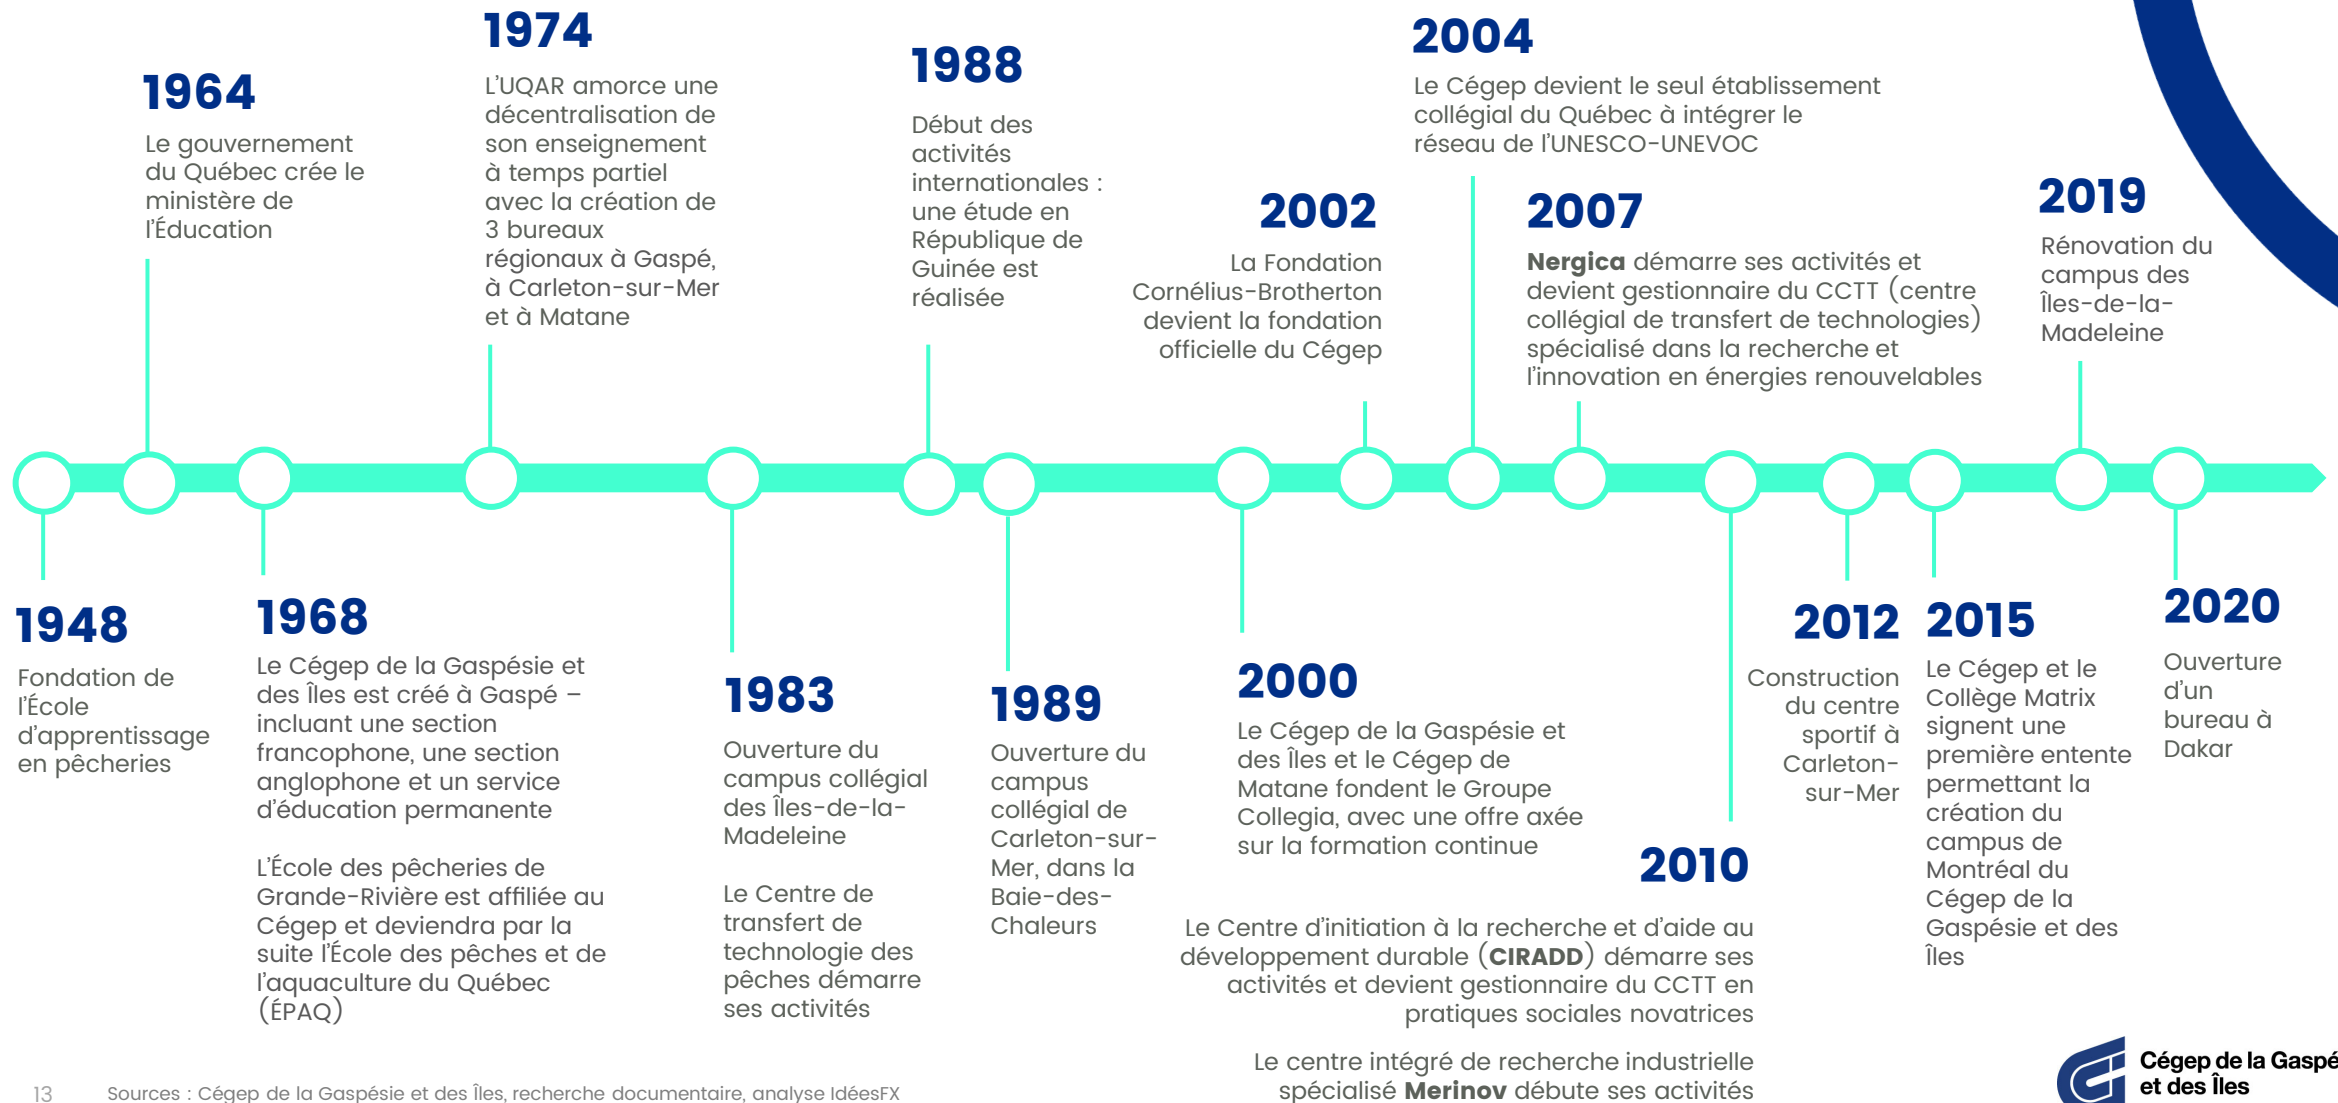 1964
Le gouvernement
du Québec crée le
ministère de
l'Éducation
1974
L'UQAR amorce une
décentralisation de
son enseignement
à temps partiel
avec la création de
3 bureaux
régionaux à Gaspé,
à Carleton-sur-Mer
et à Matane
1988
Début des
activités
internationales :
une étude en
République de
Guinée est
réalisée
2002
La Fondation
Cornélius-Brotherton
devient la fondation
officielle du Cégep
2004
Le Cégep devient le seul établissement
collégial du Québec à intégrer le
réseau de l'UNESCO-UNEVOC
2007
Nergica démarre ses activités et
devient gestionnaire du CCTT (centre
collégial de transfert de technologies)
spécialisé dans la recherche et
l'innovation en énergies renouvelables
2019
Rénovation du
campus des
Îles-de-la-
Madeleine
1948
Fondation de
l'École
d'apprentissage
en pêcheries
1968
Le Cégep de la Gaspésie et
des Îles est créé à Gaspé –
incluant une section
francophone, une section
anglophone et un service
d'éducation permanente
L'École des pêcheries de
Grande-Rivière est affiliée au
Cégep et deviendra par la
suite l'École des pêches et de
l'aquaculture du Québec
(ÉPAQ)
1983
Ouverture du
campus collégial
des Îles-de-la-
Madeleine
Le Centre de
transfert de
technologie des
pêches démarre
ses activités
1989
Ouverture du
campus
collégial de
Carleton-sur-
Mer, dans la
Baie-des-
Chaleurs
2000
Le Cégep de la Gaspésie et
des Îles et le Cégep de
Matane fondent le Groupe
Collegia, avec une offre axée
sur la formation continue
2010
Le Centre d'initiation à la recherche et d'aide au
développement durable (CIRADD) démarre ses
activités et devient gestionnaire du CCTT en
pratiques sociales novatrices
Le centre intégré de recherche industrielle
spécialisé Merinov débute ses activités
2012
Construction
du centre
sportif à
Carleton-
sur-Mer
2015
Le Cégep et le
Collège Matrix
signent une
première entente
permettant la
création du
campus de
Montréal du
Cégep de la
Gaspésie et des
Îles
2020
Ouverture
d'un
bureau à
Dakar
13
Sources : Cégep de la Gaspésie et des Îles, recherche documentaire, analyse IdéesFX
Cégep de la Gaspé
et des Îles